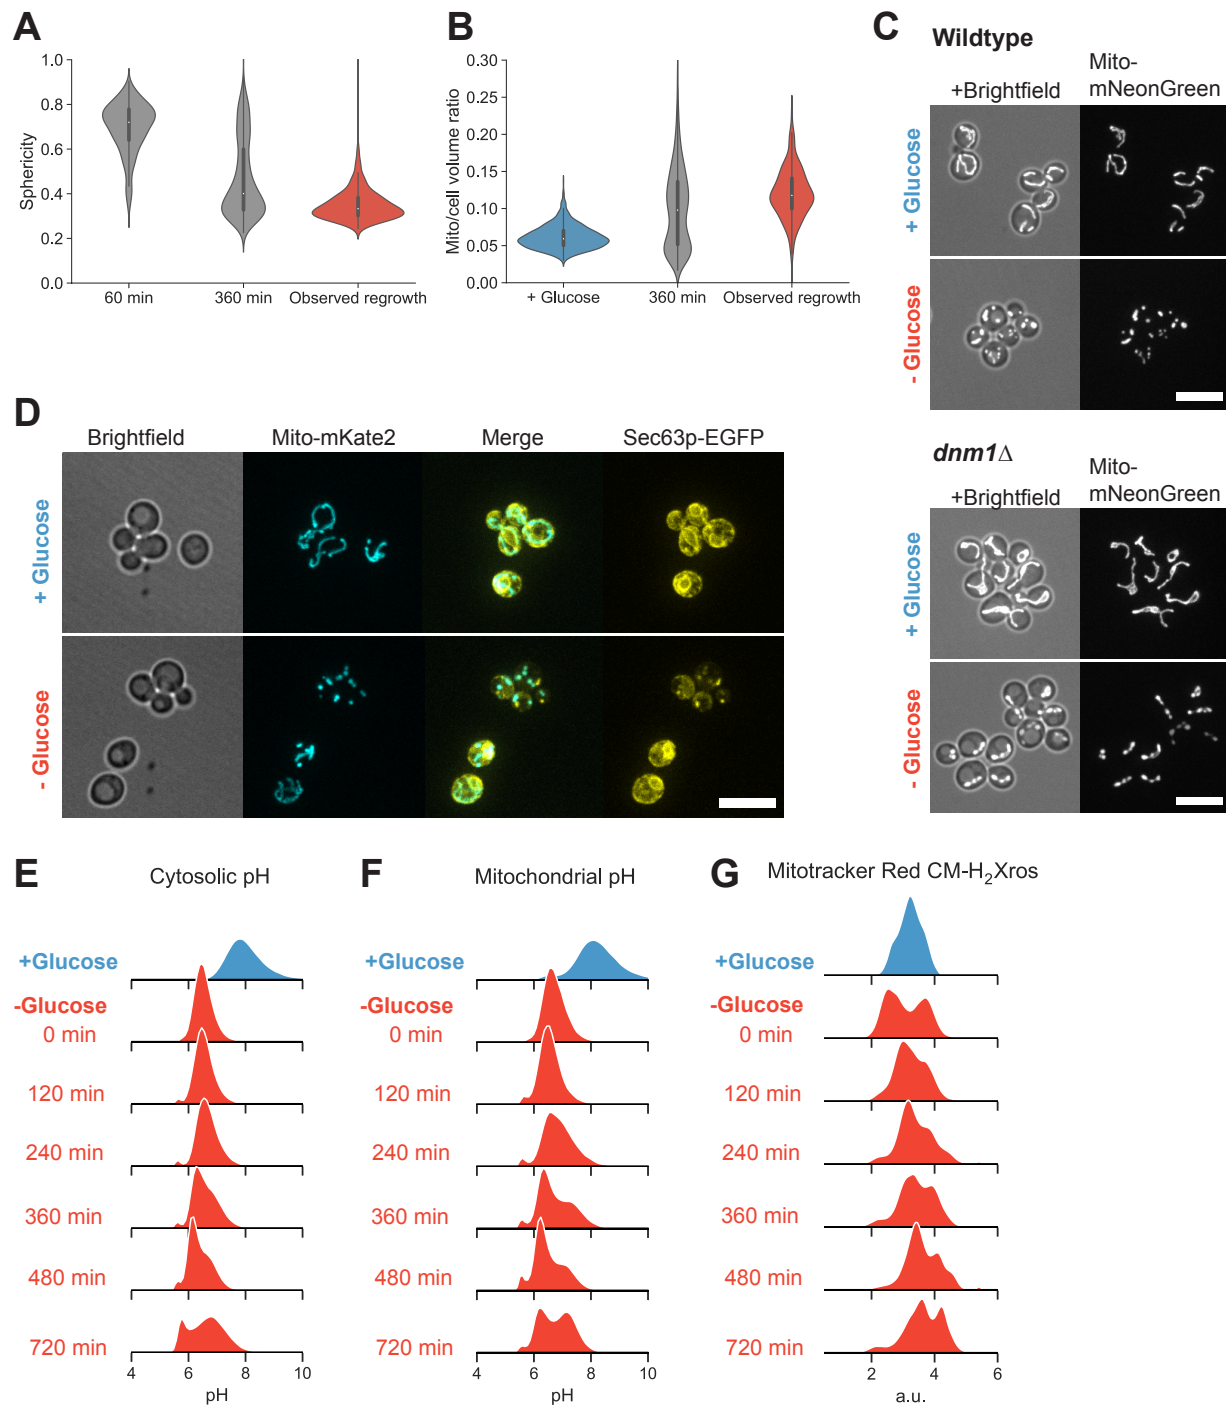 A
Sphericity
1.0
0.8
0.6
0.4
0.2
0.0
60 min
360 min
Observed regrowth
B
Mito/cell volume ratio
0.30
0.25
0.20
0.15
0.10
0.05
0.00
+ Glucose
360 min
Observed regrowth
C
Wildtype
+Brightfield
Mito-
mNeonGreen
+ Glucose
- Glucose
dnm1Δ
+Brightfield
Mito-
mNeonGreen
+ Glucose
- Glucose
D
Brightfield
Mito-mKate2
Merge
Sec63p-EGFP
+ Glucose
- Glucose
E
Cytosolic pH
+Glucose
-Glucose
0 min
120 min
240 min
360 min
480 min
720 min
4 6 8 10
pH
F
Mitochondrial pH
+Glucose
-Glucose
0 min
120 min
240 min
360 min
480 min
720 min
4 6 8 10
pH
G
Mitotracker Red CM-H₂Xros
+Glucose
-Glucose
0 min
120 min
240 min
360 min
480 min
720 min
2 4 6
a.u.